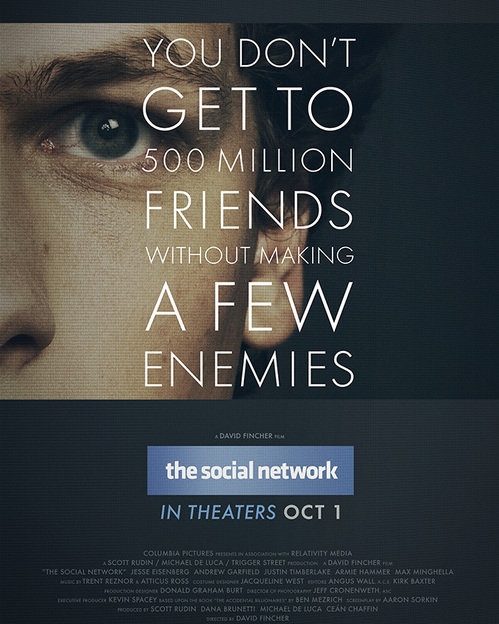 YOU DON'T
GET TO
500 MILLION
FRIENDS
WITHOUT MAKING
A FEW
ENEMIES
A DAVID FINCHER FILM
the social network
IN THEATERS OCT 1
COLUMBIA PICTURES PRESENTS IN ASSOCIATION WITH RELATIVITY MEDIA
A SCOTT RUDIN / MICHAEL DE LUCA / TRIGGER STREET PRODUCTION A DAVID FINCHER FILM
"THE SOCIAL NETWORK" JESSE EISENBERG ANDREW GARFIELD JUSTIN TIMBERLAKE ARMIE HAMMER MAX MINGHELLA
MUSIC BY TRENT REZNOR & ATTICUS ROSS COSTUME DESIGNER JACQUELINE WEST EDITORS ANGUS WALL, A.C.E. KIRK BAXTER
PRODUCTION DESIGNER DONALD GRAHAM BURT DIRECTOR OF PHOTOGRAPHY JEFF CRONENWETH, ASC
EXECUTIVE PRODUCER KEVIN SPACEY BASED UPON THE BOOK "THE ACCIDENTAL BILLIONAIRES" BY BEN MEZRICH SCREENPLAY BY AARON SORKIN
PRODUCED BY SCOTT RUDIN DANA BRUNETTI MICHAEL DE LUCA CEÁN CHAFFIN
DIRECTED BY DAVID FINCHER